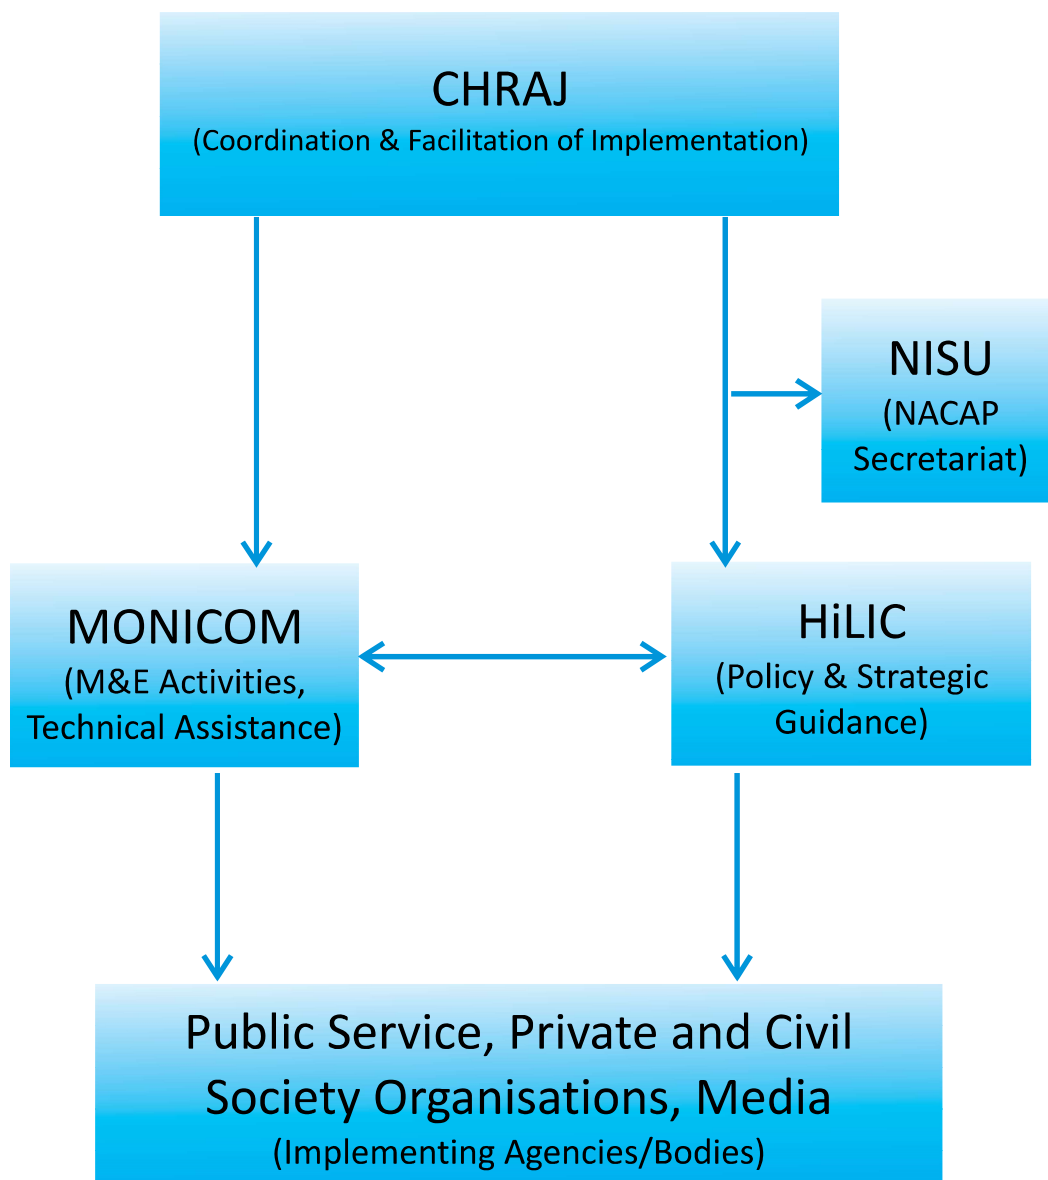 CHRAJ
(Coordination & Facilitation of Implementation)
NISU
(NACAP
Secretariat)
MONICOM
(M&E Activities,
Technical Assistance)
HiLIC
(Policy & Strategic
Guidance)
Public Service, Private and Civil
Society Organisations, Media
(Implementing Agencies/Bodies)